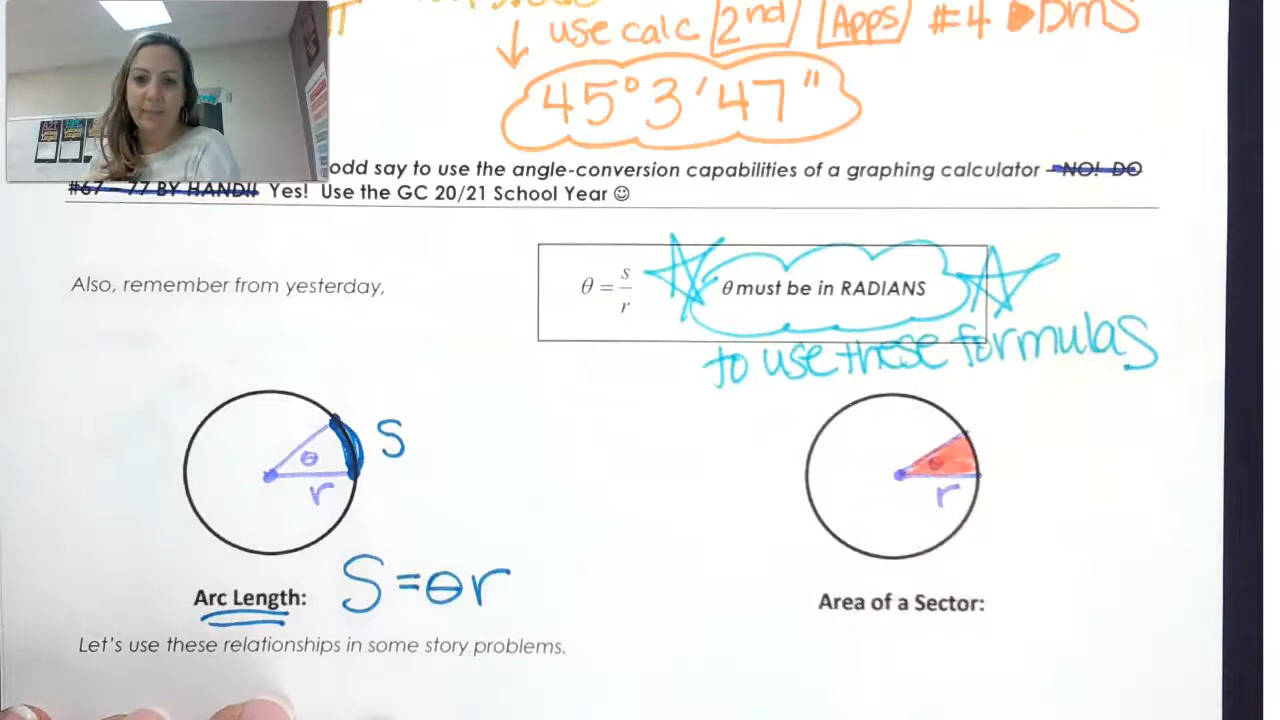 ↓ use calc 2nd Apps #4 ▶DMS
45°3'47"
odd say to use the angle-conversion capabilities of a graphing calculator – NO! DO
#67 – 77 BY HAND!! Yes! Use the GC 20/21 School Year ☺
Also, remember from yesterday,
θ = s/r θ must be in RADIANS
to use these formulas
θ r S
θ r
Arc Length: S = θr
Area of a Sector:
Let's use these relationships in some story problems.